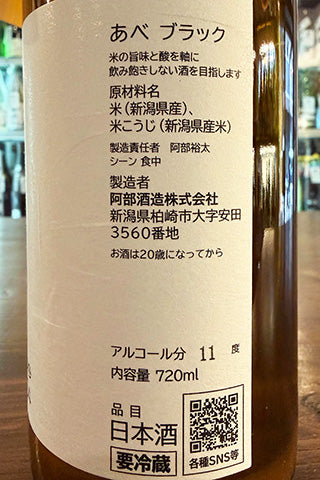 あべ ブラック
米の旨味と酸を軸に
飲み飽きしない酒を目指します
原材料名
米(新潟県産)、
米こうじ(新潟県産米)
製造責任者 阿部裕太
シーン 食中
製造者
阿部酒造株式会社
新潟県柏崎市大字安田
3560番地
お酒は20歳になってから
アルコール分 11 度
内容量 720ml
品目
日本酒
要冷蔵
各種SNS等